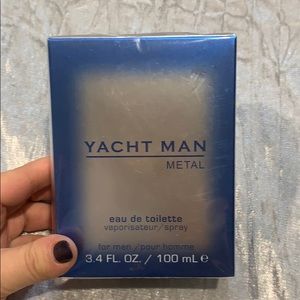 YACHT MAN
METAL
eau de toilette
vaporisateur/spray
for men/pour homme
3.4 FL. OZ. / 100 mL ℮